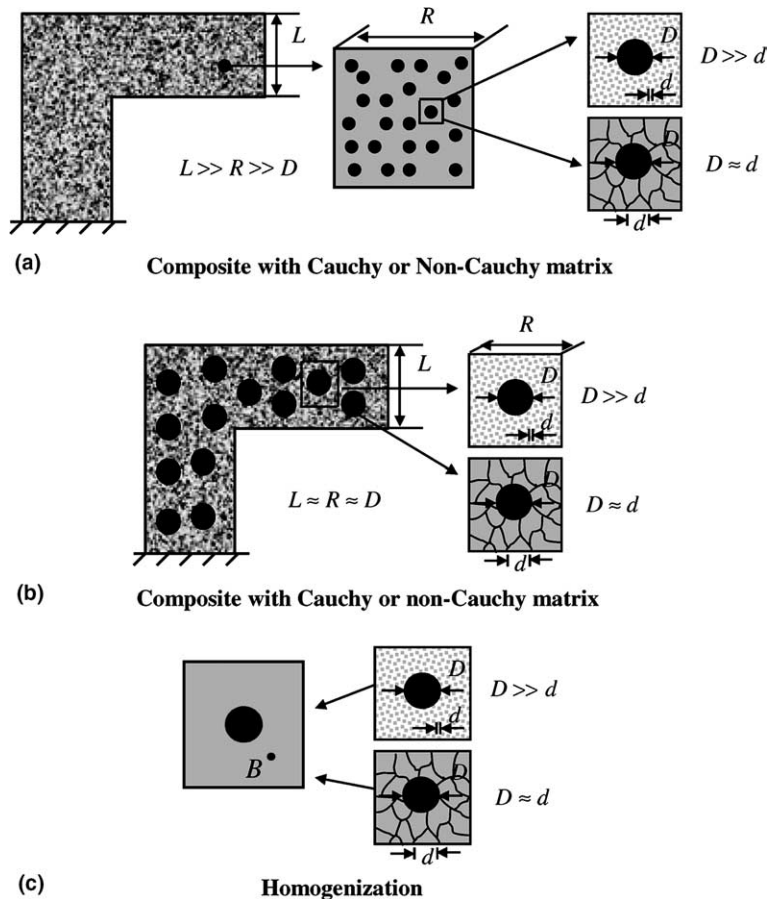 R
L
D
D >> d
d
L >> R >> D
D
D ≈ d
d
(a)
Composite with Cauchy or Non-Cauchy matrix
R
L
D
D >> d
d
L ≈ R ≈ D
D
D ≈ d
d
(b)
Composite with Cauchy or non-Cauchy matrix
D
D >> d
d
B
D
D ≈ d
d
(c)
Homogenization